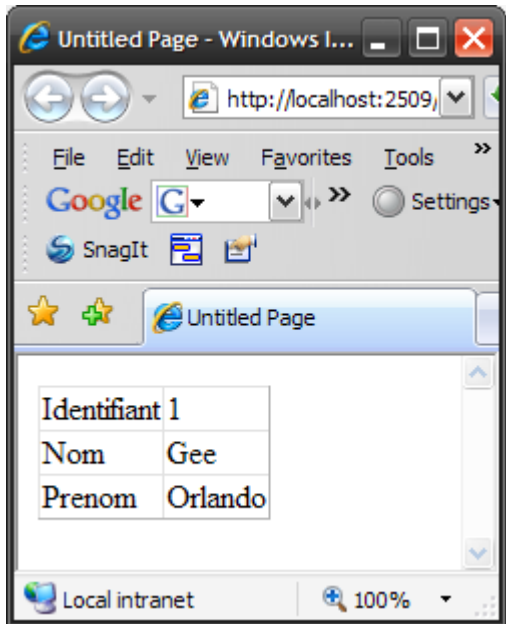 Untitled Page - Windows I...
http://localhost:2509/
File Edit View Favorites Tools »
Google G » Settings
SnagIt
Untitled Page
Identifiant 1
Nom Gee
Prenom Orlando
Local intranet 100%